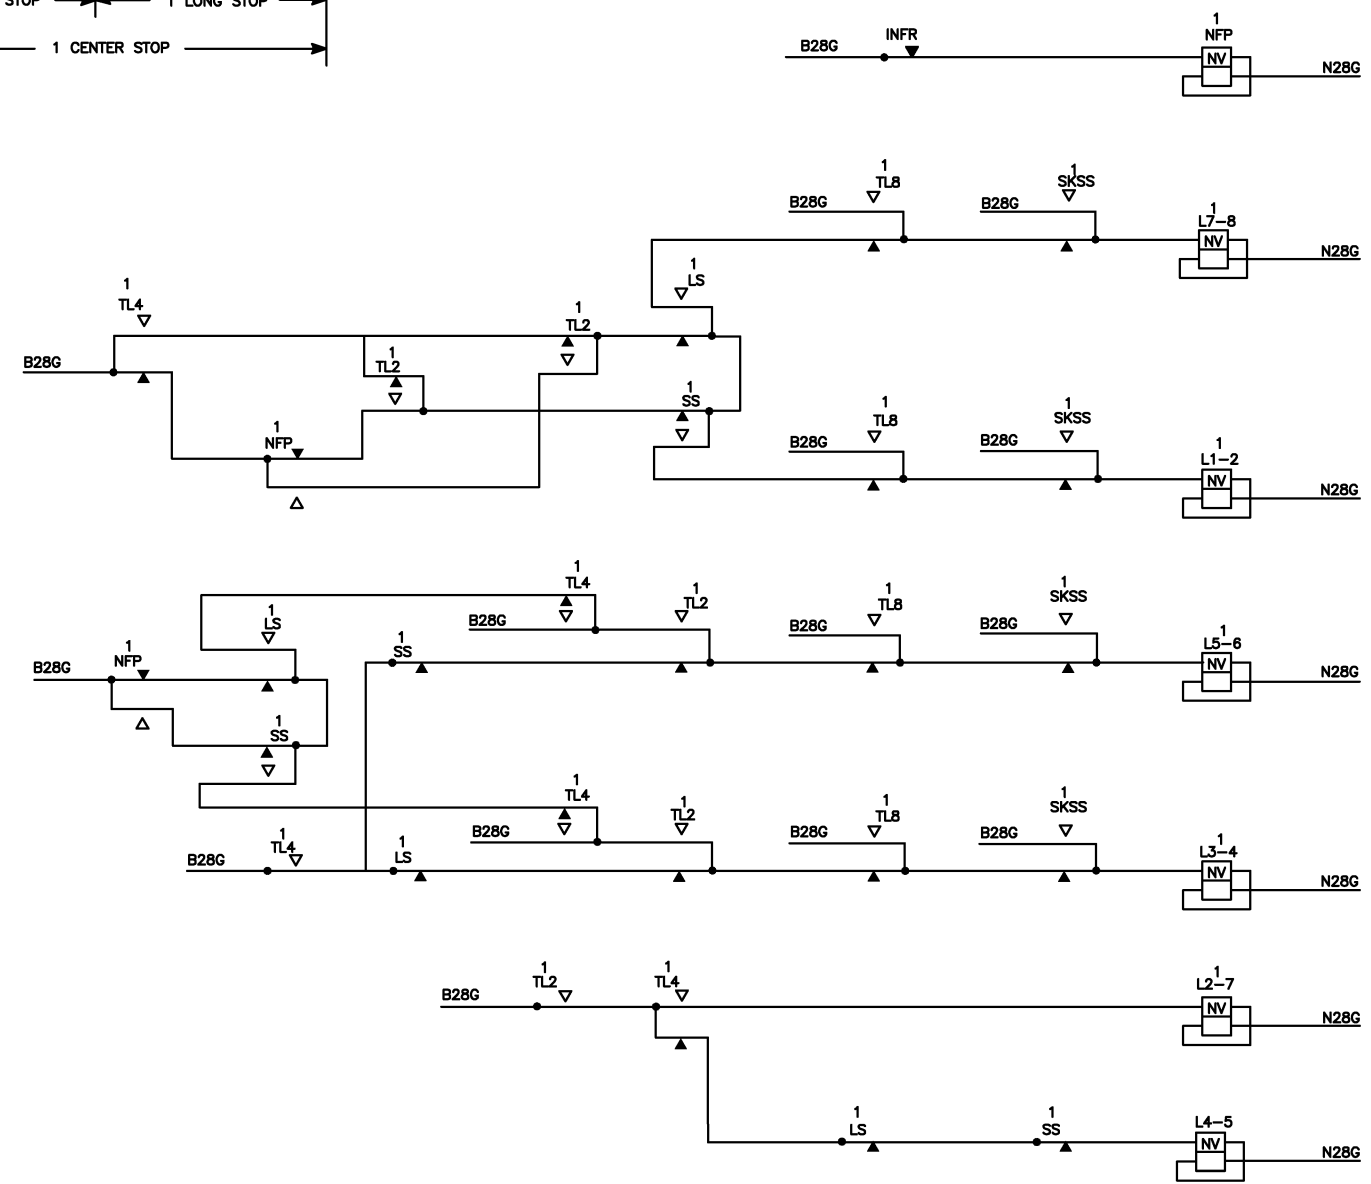 STOP
1 LONG STOP
1 CENTER STOP
B28G
INFR
1
NFP
NV
N28G
1
TL8
B28G
1
SKSS
B28G
1
L7-8
NV
N28G
1
LS
1
TL4
1
TL2
B28G
1
TL2
1
SS
1
NFP
1
TL8
B28G
1
SKSS
B28G
1
L1-2
NV
N28G
1
TL4
1
LS
B28G
1
TL2
1
TL8
B28G
1
SKSS
B28G
1
L5-6
NV
N28G
1
SS
B28G
1
NFP
1
SS
1
TL4
B28G
1
TL2
1
TL8
B28G
1
SKSS
B28G
1
L3-4
NV
N28G
B28G
1
TL4
1
LS
B28G
1
TL2
1
TL4
1
L2-7
NV
N28G
1
LS
1
SS
L4-5
NV
N28G